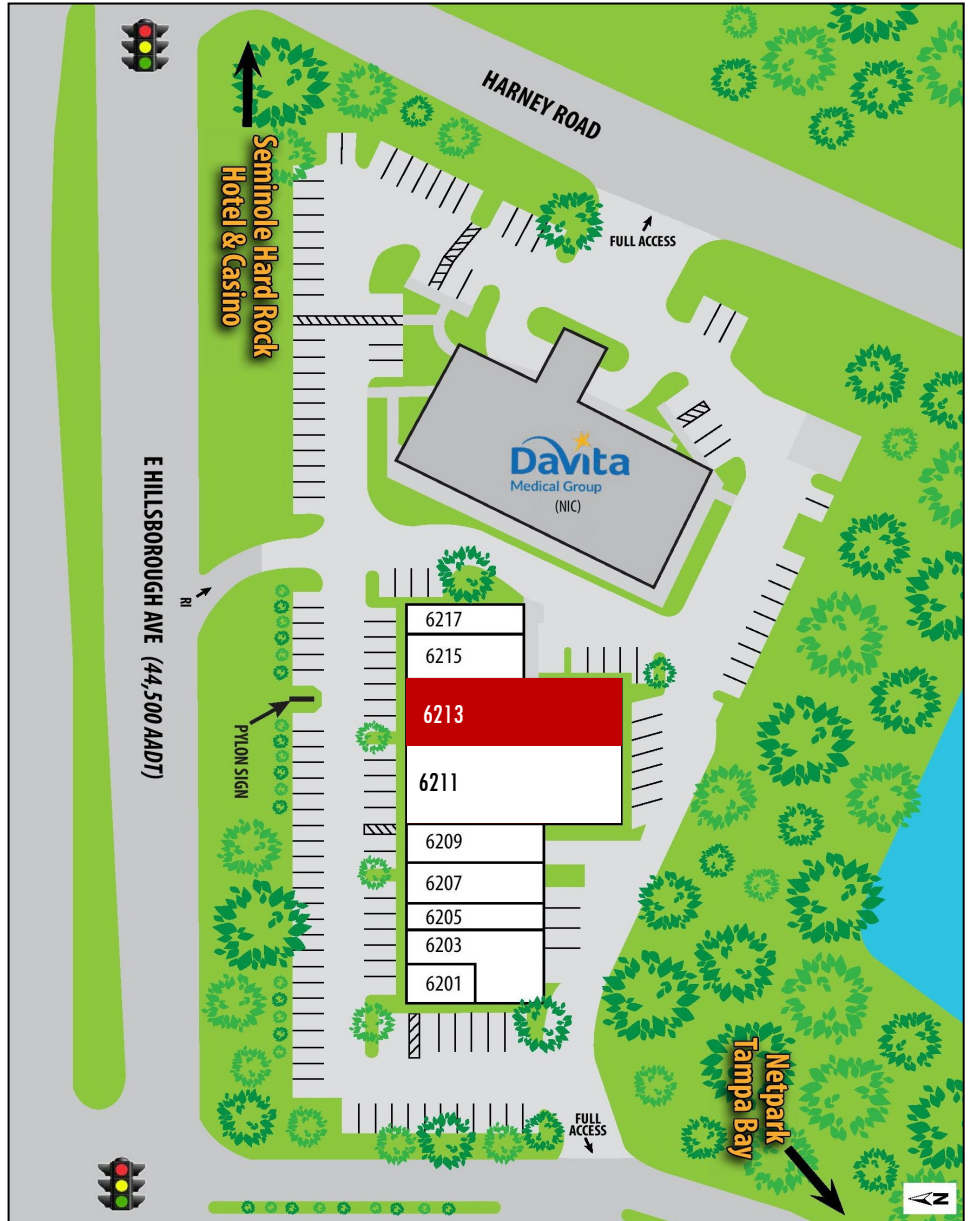 HARNEY ROAD
FULL ACCESS
Seminole Hard Rock
Hotel & Casino
DaVita
Medical Group
(NIC)
E HILLSBOROUGH AVE (44,500 AADT)
RI
PYLON SIGN
6217
6215
6213
6211
6209
6207
6205
6203
6201
FULL
ACCESS
Netpark
Tampa Bay
N